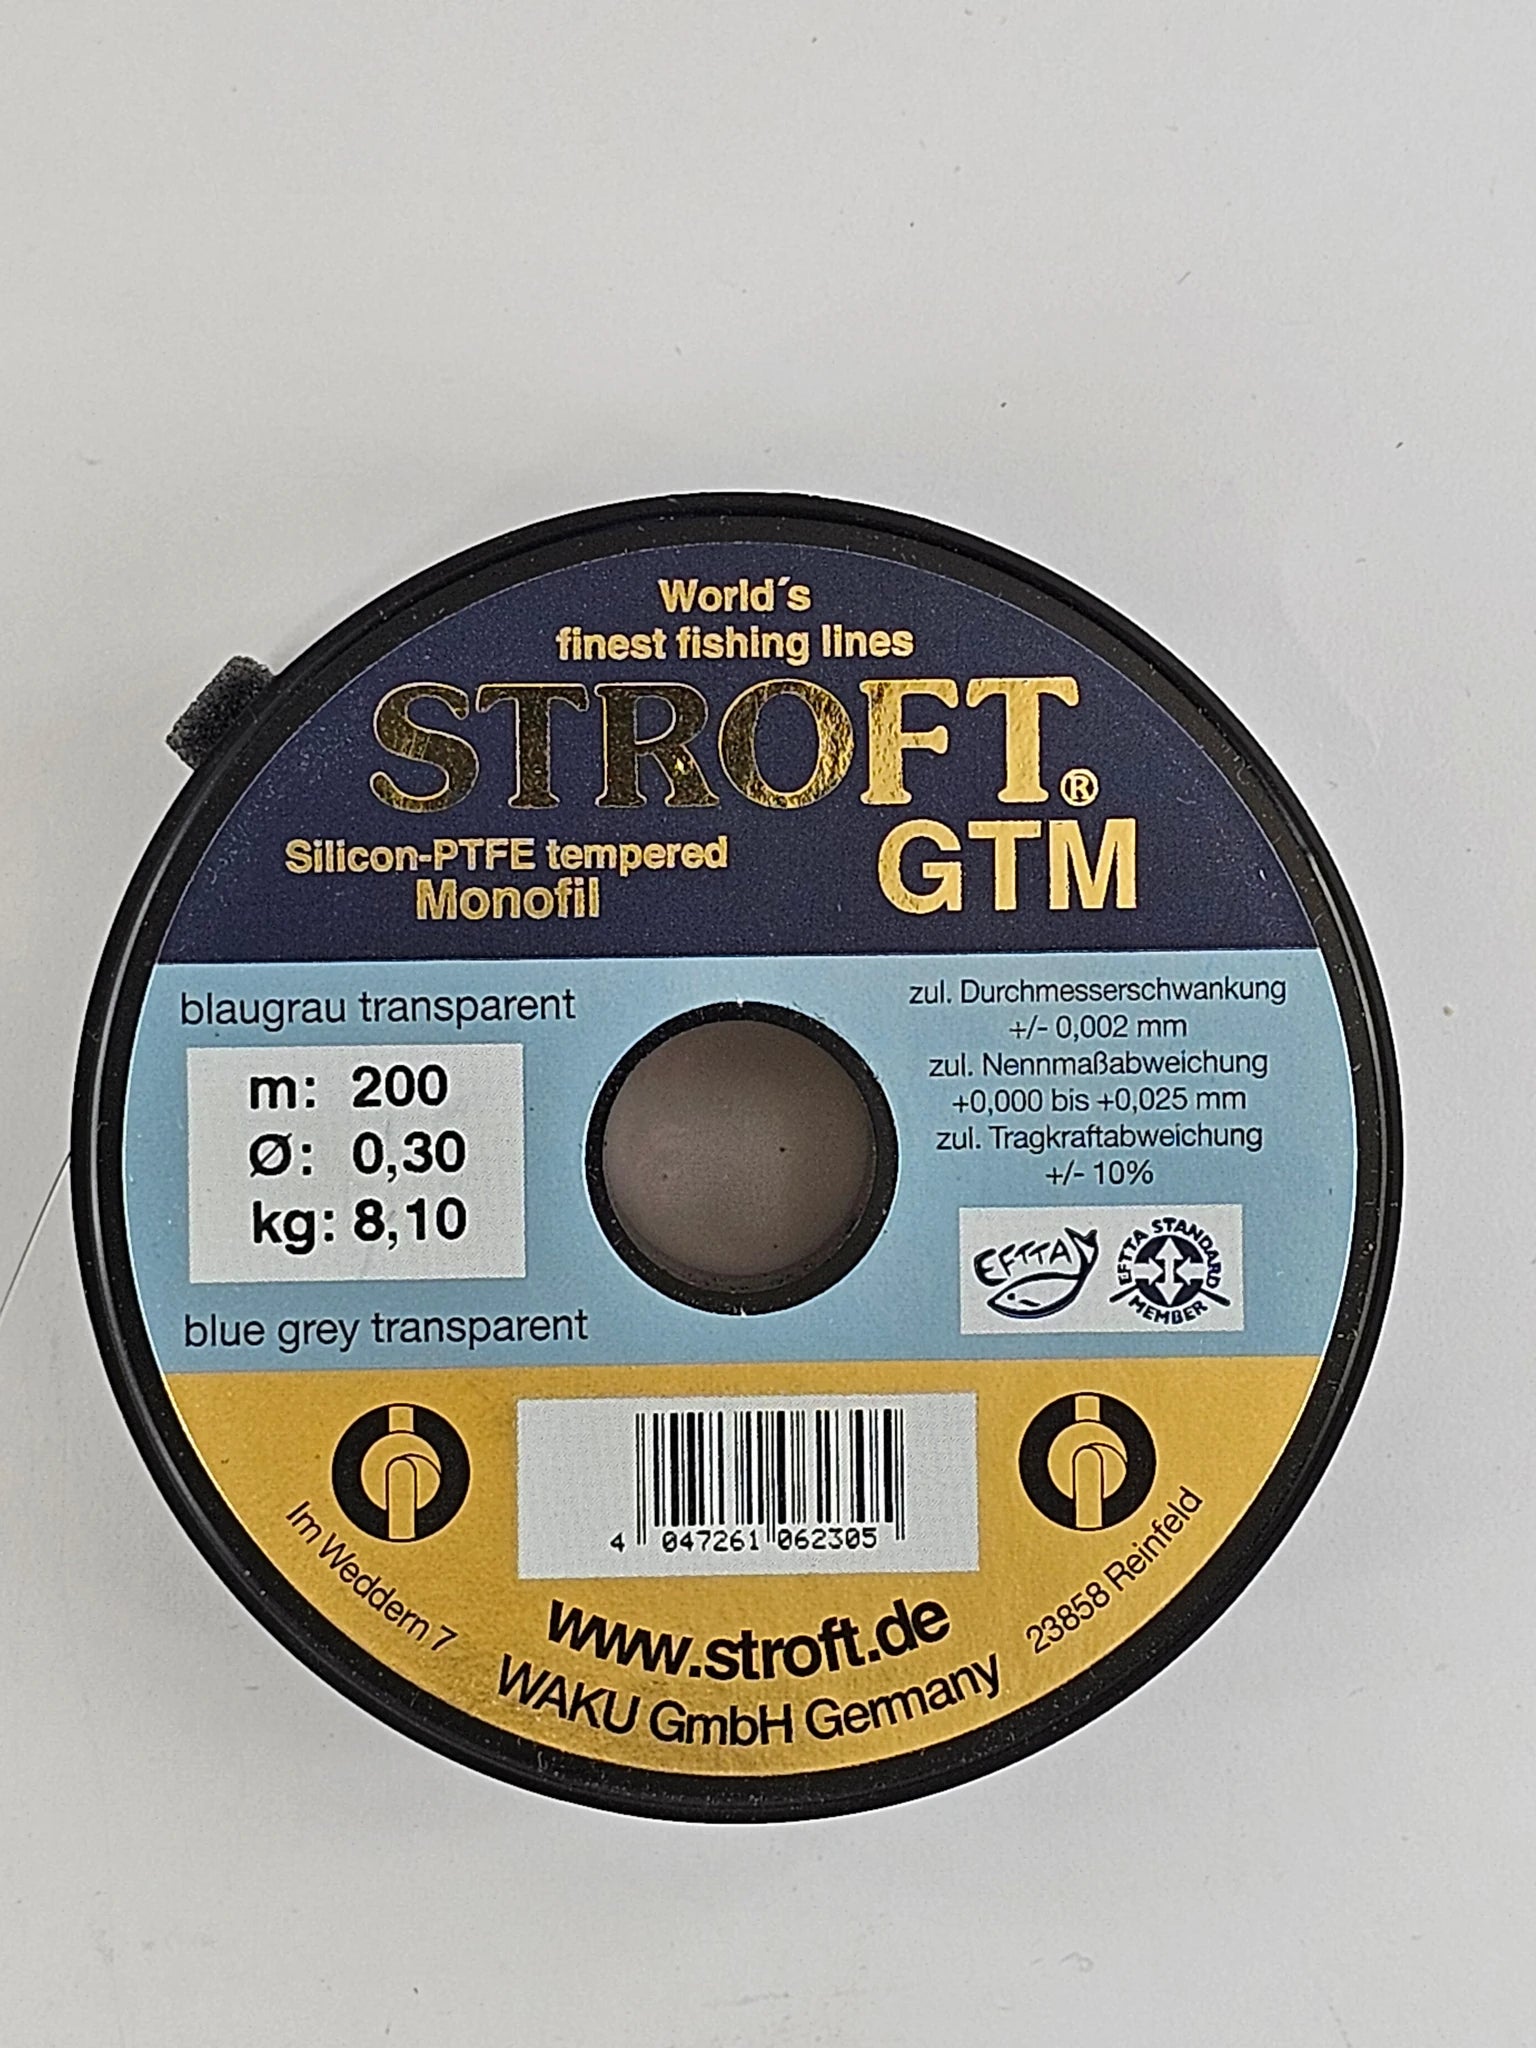 World´s
finest fishing lines
STROFT®
GTM
Silicon-PTFE tempered
Monofil
blaugrau transparent
m: 200
Ø: 0,30
kg: 8,10
blue grey transparent
zul. Durchmesserschwankung
+/- 0,002 mm
zul. Nennmaßabweichung
+0,000 bis +0,025 mm
zul. Tragkraftabweichung
+/- 10%
EFTTA
EFTTA STANDARD
MEMBER
4 047261 062305
www.stroft.de
Im Weddern 7
WAKU GmbH Germany
23858 Reinfeld